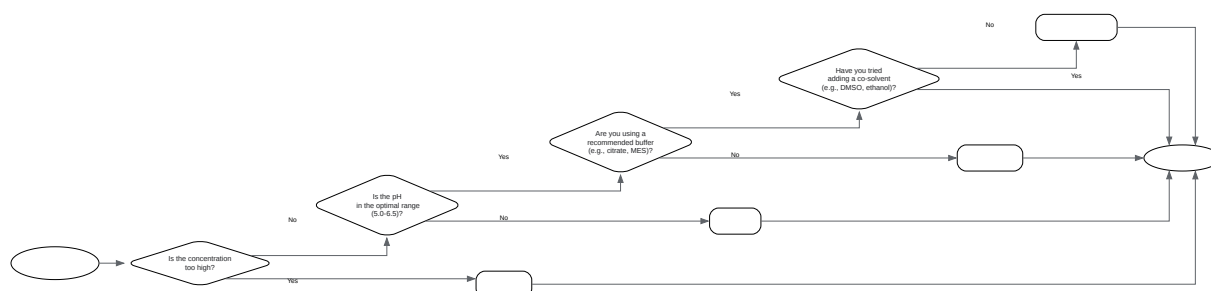 No
Have you tried
adding a co-solvent
(e.g., DMSO, ethanol)?
Yes
Yes
Are you using a
recommended buffer
(e.g., citrate, MES)?
No
Yes
Is the pH
in the optimal range
(5.0-6.5)?
No
No
Is the concentration
too high?
Yes